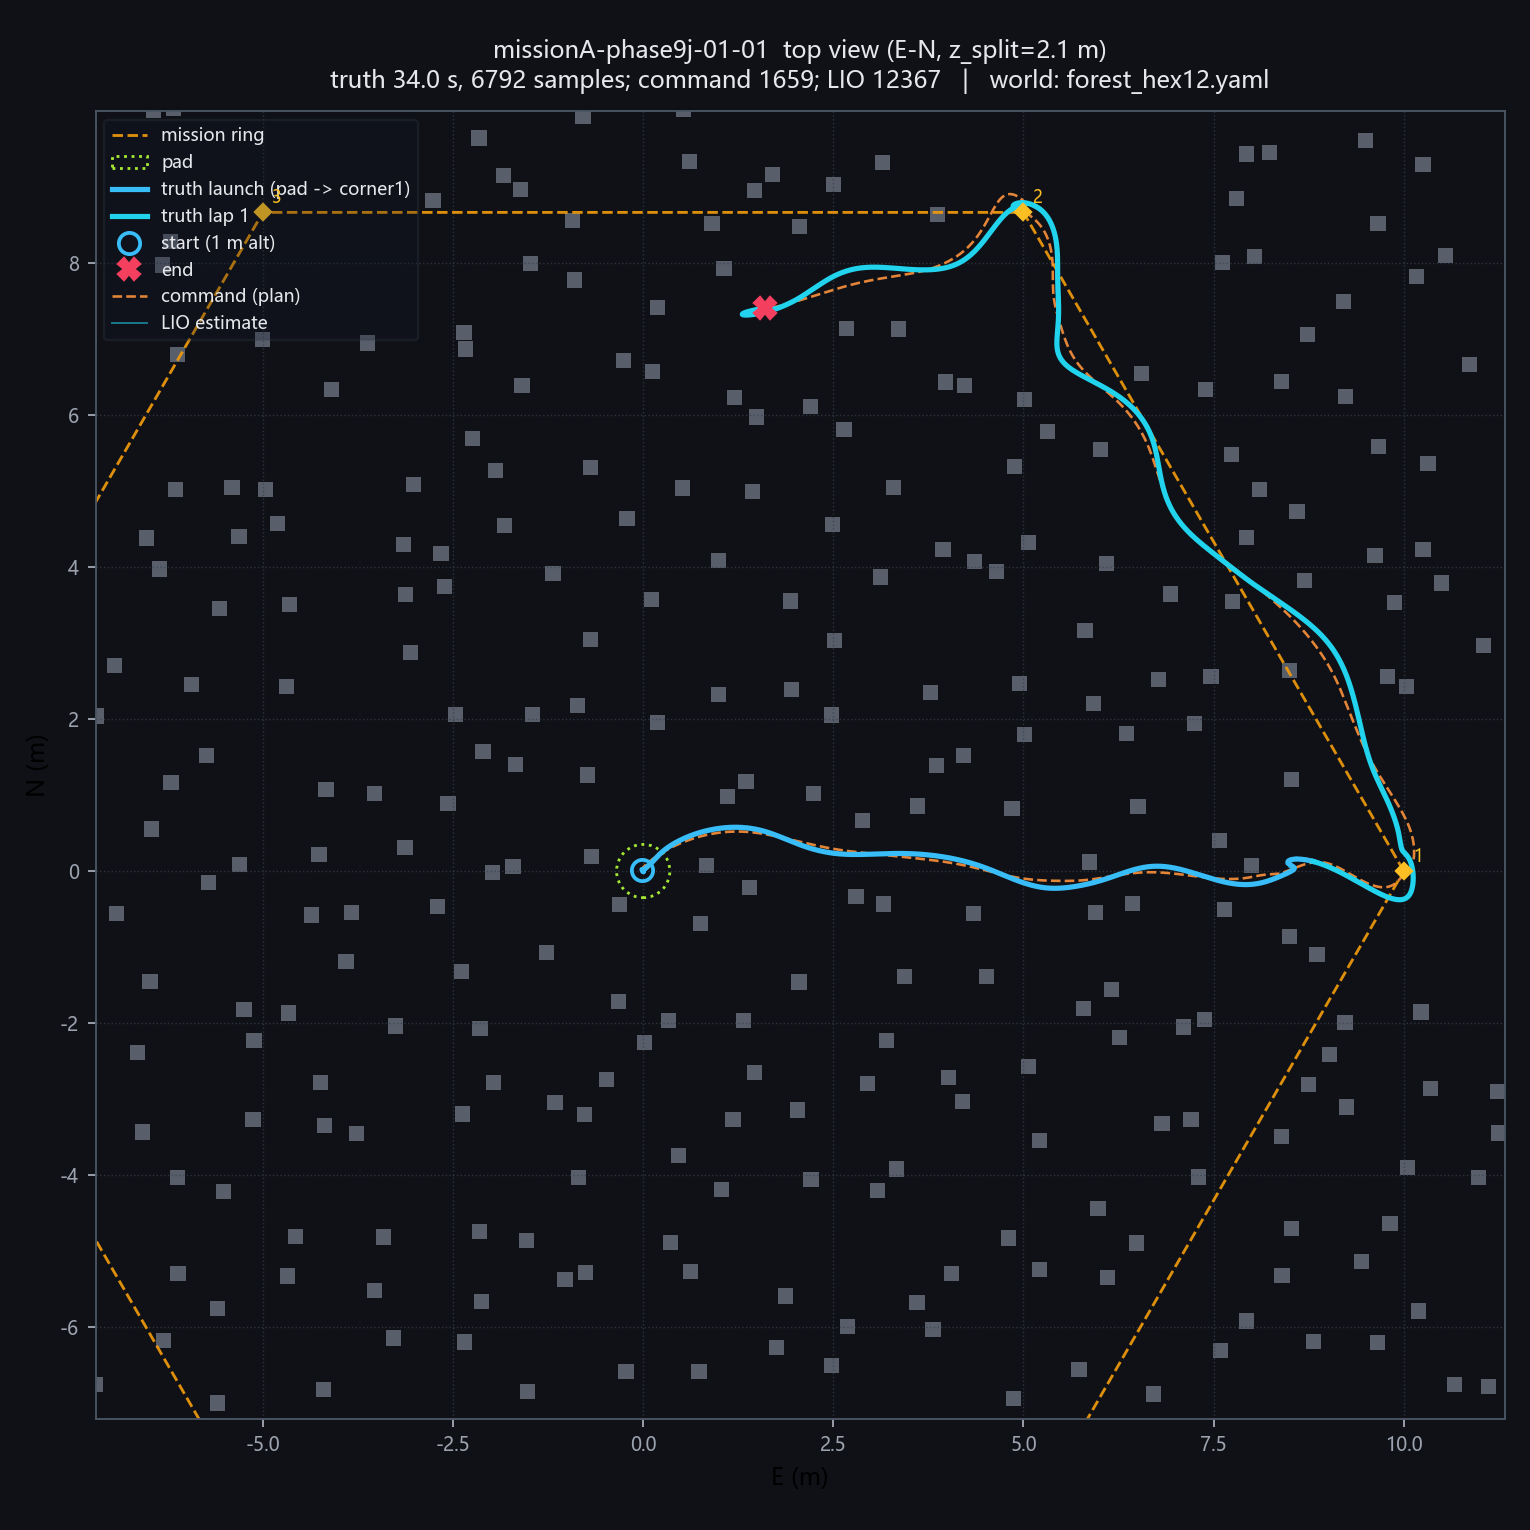 missionA-phase9j-01-01  top view (E-N, z_split=2.1 m)
truth 34.0 s, 6792 samples; command 1659; LIO 12367   |   world: forest_hex12.yaml
mission ring
pad
truth launch (pad -> corner1)
truth lap 1
start (1 m alt)
end
command (plan)
LIO estimate
3
2
1
8
6
4
2
0
-2
-4
-6
N (m)
-5.0
-2.5
0.0
2.5
5.0
7.5
10.0
E (m)